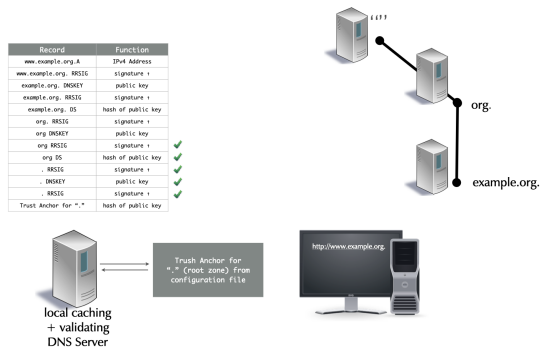 Record Function
www.example.org.A IPv4 Address
www.example.org. RRSIG signature ↑
example.org. DNSKEY public key
example.org. RRSIG signature ↑
example.org. DS hash of public key
org. RRSIG signature ↑
org DNSKEY public key
org RRSIG signature ↑
org DS hash of public key
. RRSIG signature ↑
. DNSKEY public key
. RRSIG signature ↑
Trust Anchor for "." hash of public key
“”
org.
example.org.
Trush Anchor for
"." (root zone) from
configuration file
http://www.example.org.
local caching
+ validating
DNS Server